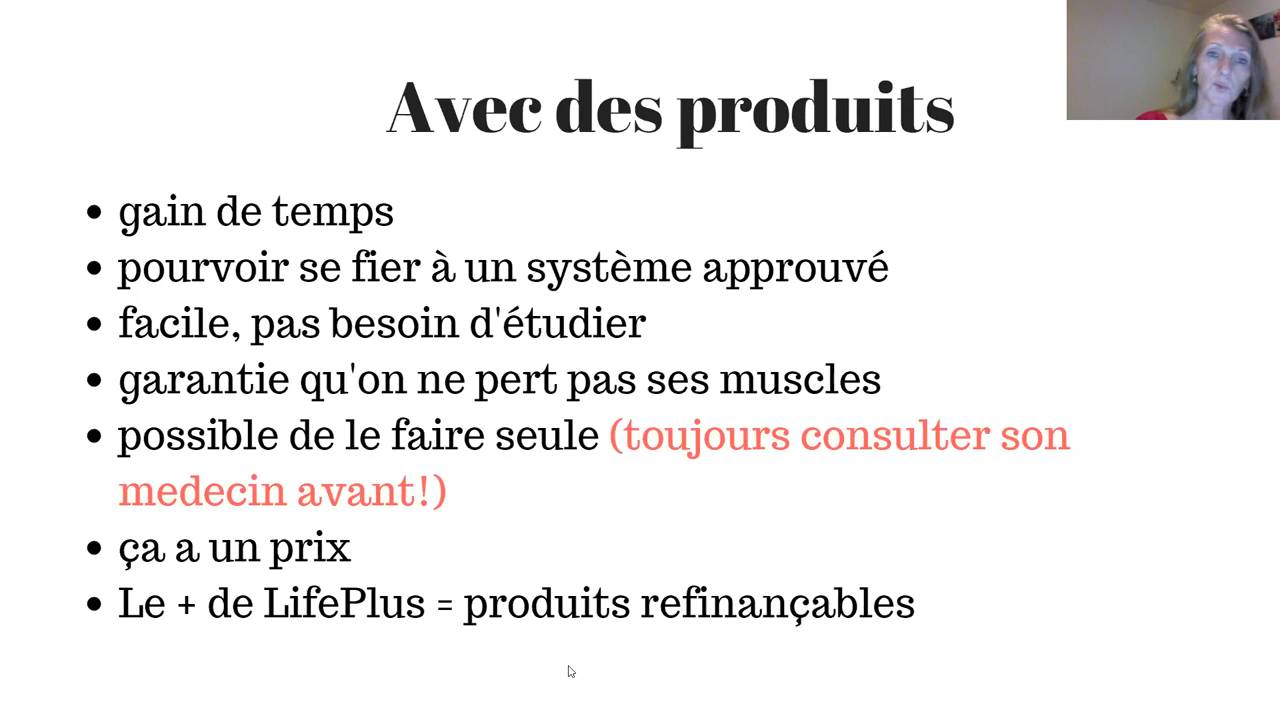 Avec des produits
• gain de temps
• pourvoir se fier à un système approuvé
• facile, pas besoin d'étudier
• garantie qu'on ne pert pas ses muscles
• possible de le faire seule (toujours consulter son
medecin avant!)
• ça a un prix
• Le + de LifePlus = produits refinançables